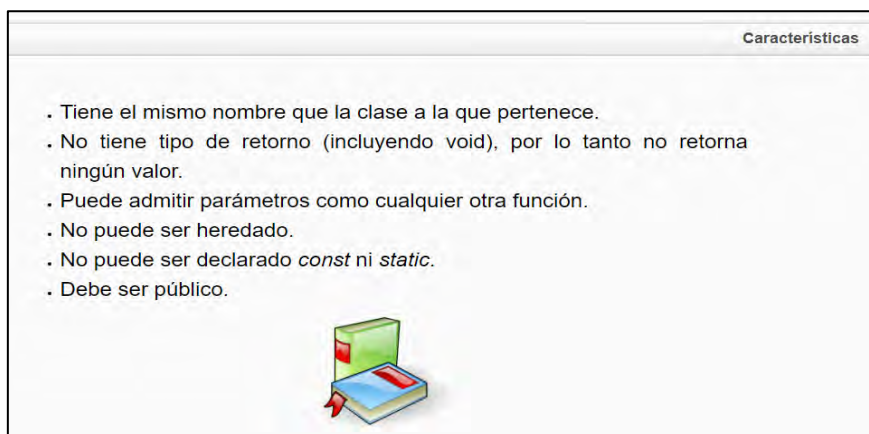 Características
. Tiene el mismo nombre que la clase a la que pertenece.
. No tiene tipo de retorno (incluyendo void), por lo tanto no retorna
ningún valor.
. Puede admitir parámetros como cualquier otra función.
. No puede ser heredado.
. No puede ser declarado const ni static.
. Debe ser público.